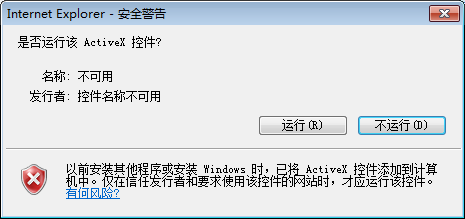 Internet Explorer - 安全警告
是否运行该 ActiveX 控件?
名称: 不可用
发行者: 控件名称不可用
运行(R) 不运行(D)
以前安装其他程序或安装 Windows 时，已将 ActiveX 控件添加到计算
机中。仅在信任发行者和要求使用该控件的网站时，才应运行该控件。
有何风险?